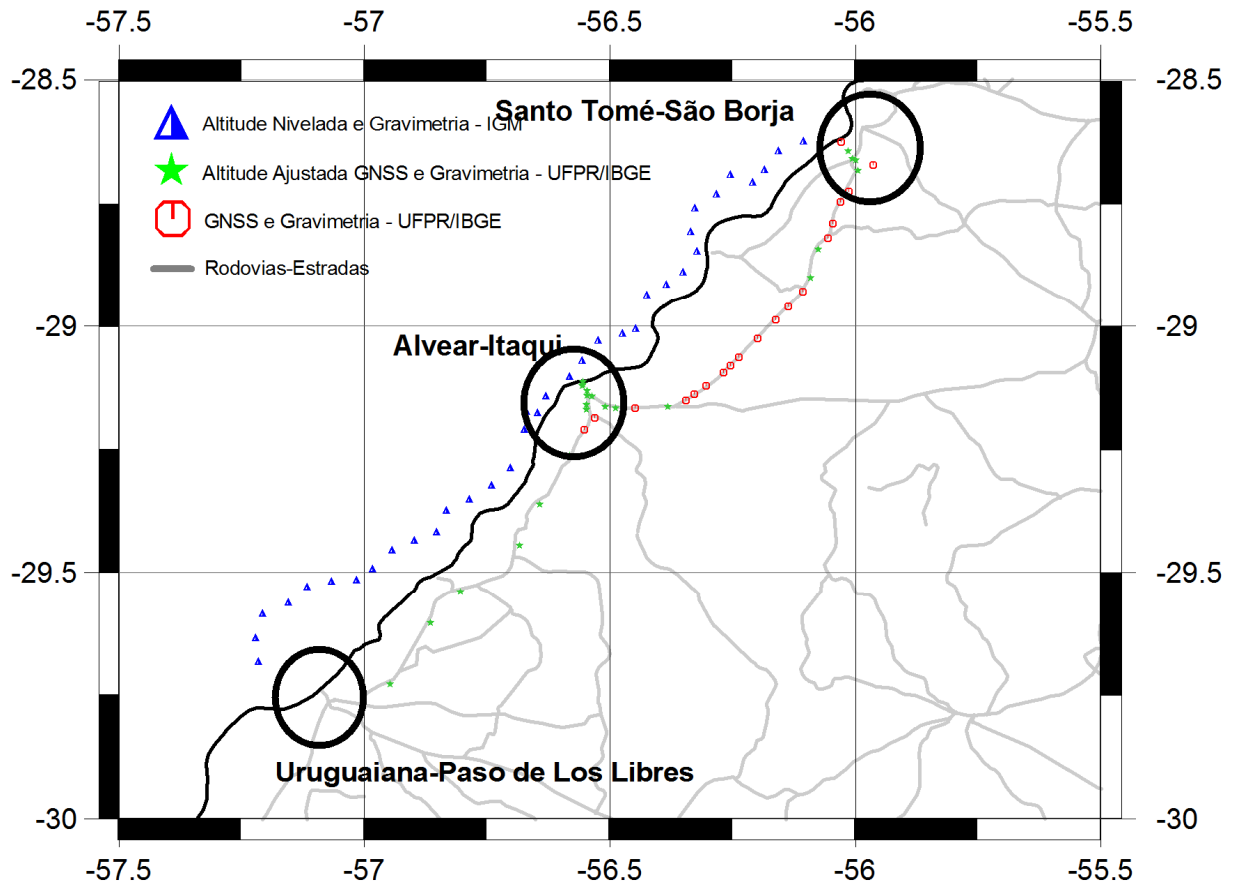 -57.5 -57 -56.5 -56 -55.5
-28.5 -28.5
Santo Tomé-São Borja
Altitude Nivelada e Gravimetria - IGM
Altitude Ajustada GNSS e Gravimetria - UFPR/IBGE
GNSS e Gravimetria - UFPR/IBGE
Rodovias-Estradas
-29 -29
Alvear-Itaqui
-29.5 -29.5
Uruguaiana-Paso de Los Libres
-30 -30
-57.5 -57 -56.5 -56 -55.5